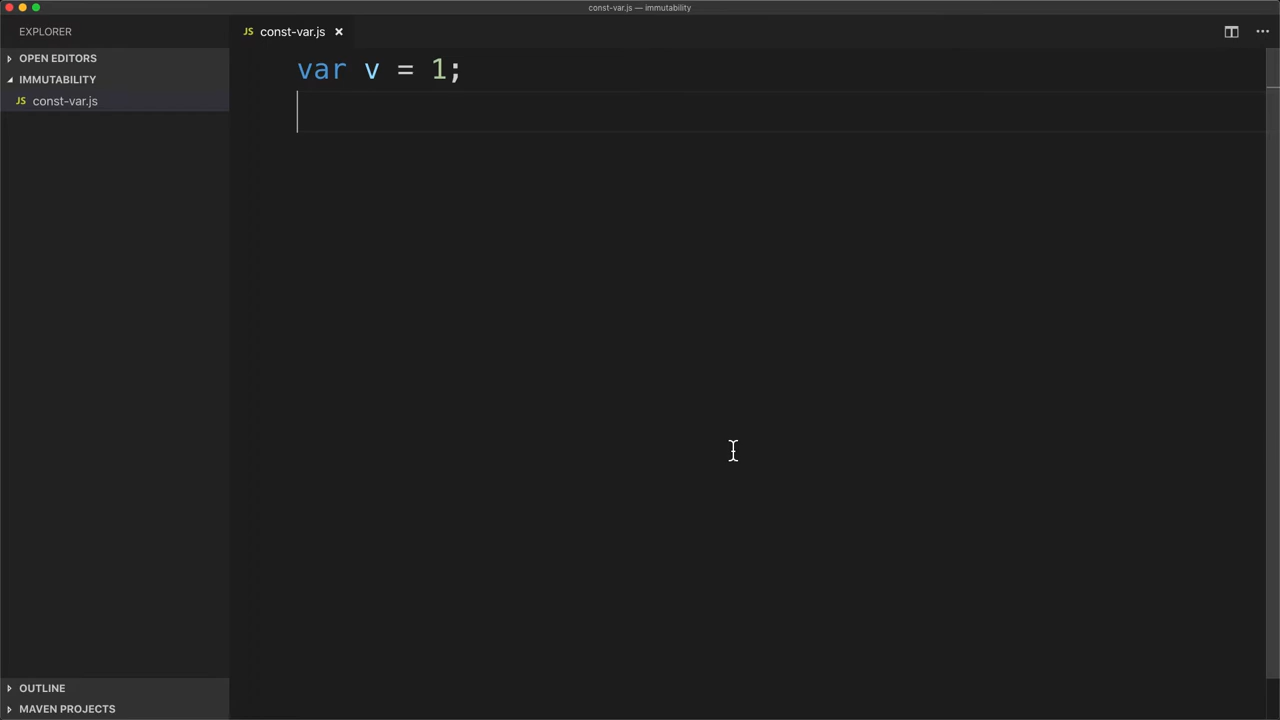 const-var.js — immutability
EXPLORER
JS const-var.js
OPEN EDITORS
IMMUTABILITY
JS const-var.js
var v = 1;
OUTLINE
MAVEN PROJECTS